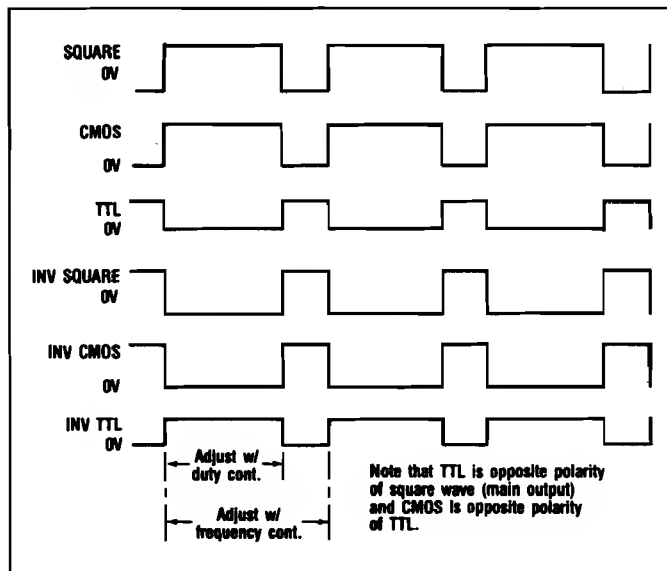 SQUARE
0V
CMOS
0V
TTL
0V
INV SQUARE
0V
INV CMOS
0V
INV TTL
0V
Adjust w/
duty cont.
Adjust w/
frequency cont.
Note that TTL is opposite polarity
of square wave (main output)
and CMOS is opposite polarity
of TTL.